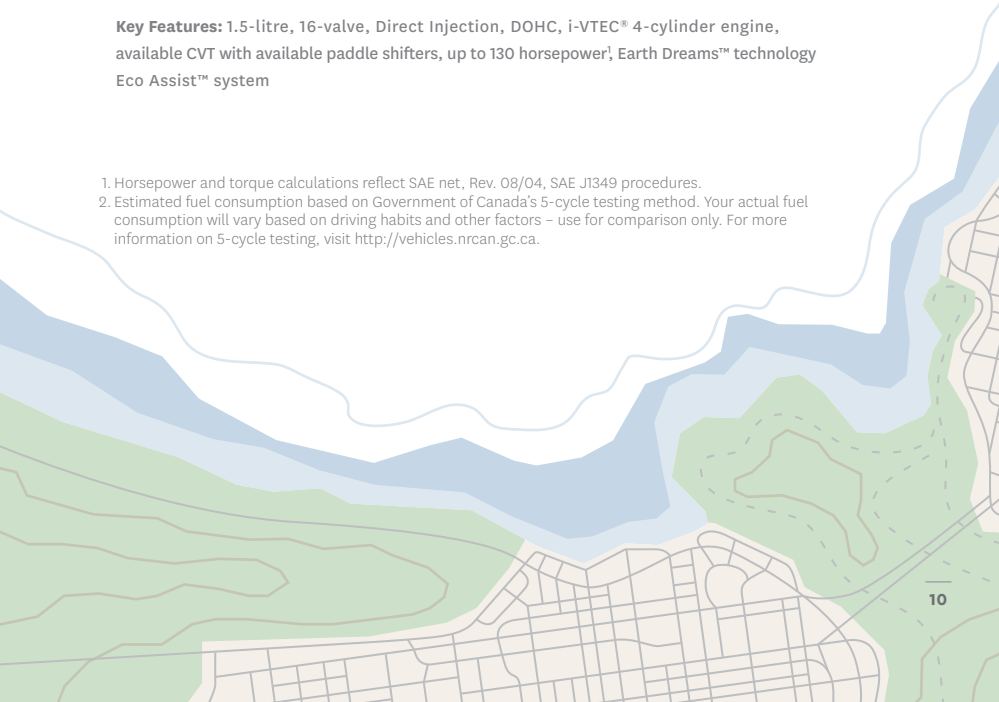 Key Features: 1.5-litre, 16-valve, Direct Injection, DOHC, i-VTEC® 4-cylinder engine,
available CVT with available paddle shifters, up to 130 horsepower¹, Earth Dreams™ technology
Eco Assist™ system
1. Horsepower and torque calculations reflect SAE net, Rev. 08/04, SAE J1349 procedures.
2. Estimated fuel consumption based on Government of Canada's 5-cycle testing method. Your actual fuel
consumption will vary based on driving habits and other factors – use for comparison only. For more
information on 5-cycle testing, visit http://vehicles.nrcan.gc.ca.
10